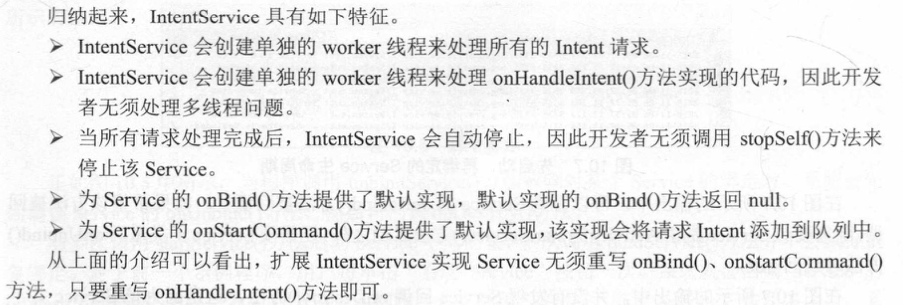 归纳起来，IntentService 具有如下特征。
➢ IntentService 会创建单独的 worker 线程来处理所有的 Intent 请求。
➢ IntentService 会创建单独的 worker 线程来处理 onHandleIntent()方法实现的代码，因此开发
者无须处理多线程问题。
➢ 当所有请求处理完成后，IntentService 会自动停止，因此开发者无须调用 stopSelf()方法来
停止该 Service。
➢ 为 Service 的 onBind()方法提供了默认实现，默认实现的 onBind()方法返回 null。
➢ 为 Service 的 onStartCommand()方法提供了默认实现，该实现会将请求 Intent 添加到队列中。
从上面的介绍可以看出，扩展 IntentService 实现 Service 无须重写 onBind()、onStartCommand()
方法，只要重写 onHandleIntent()方法即可。